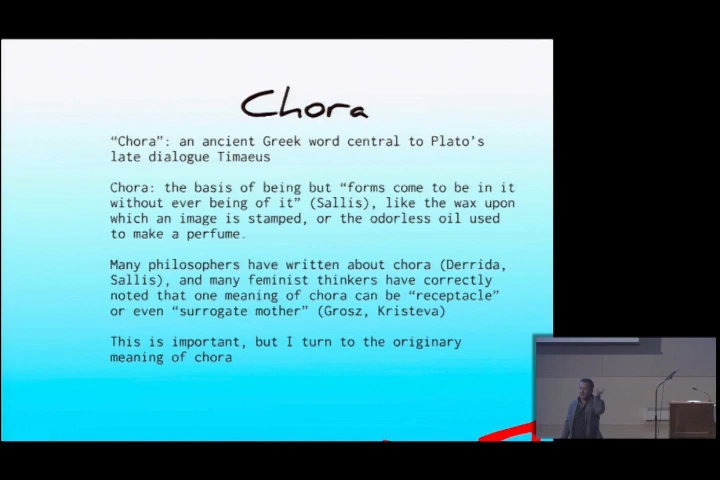 Chora
“Chora”: an ancient Greek word central to Plato’s
late dialogue Timaeus
Chora: the basis of being but “forms come to be in it
without ever being of it” (Sallis), like the wax upon
which an image is stamped, or the odorless oil used
to make a perfume.
Many philosophers have written about chora (Derrida,
Sallis), and many feminist thinkers have correctly
noted that one meaning of chora can be “receptacle”
or even “surrogate mother” (Grosz, Kristeva)
This is important, but I turn to the originary
meaning of chora